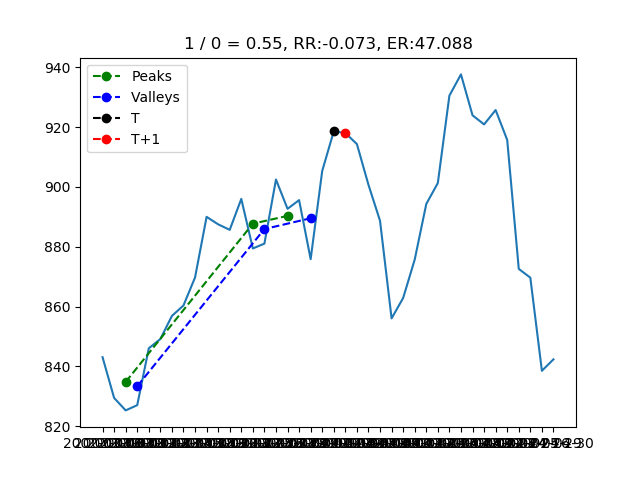 1 / 0 = 0.55, RR:-0.073, ER:47.088
940
920
900
880
860
840
820
Peaks
Valleys
T
T+1